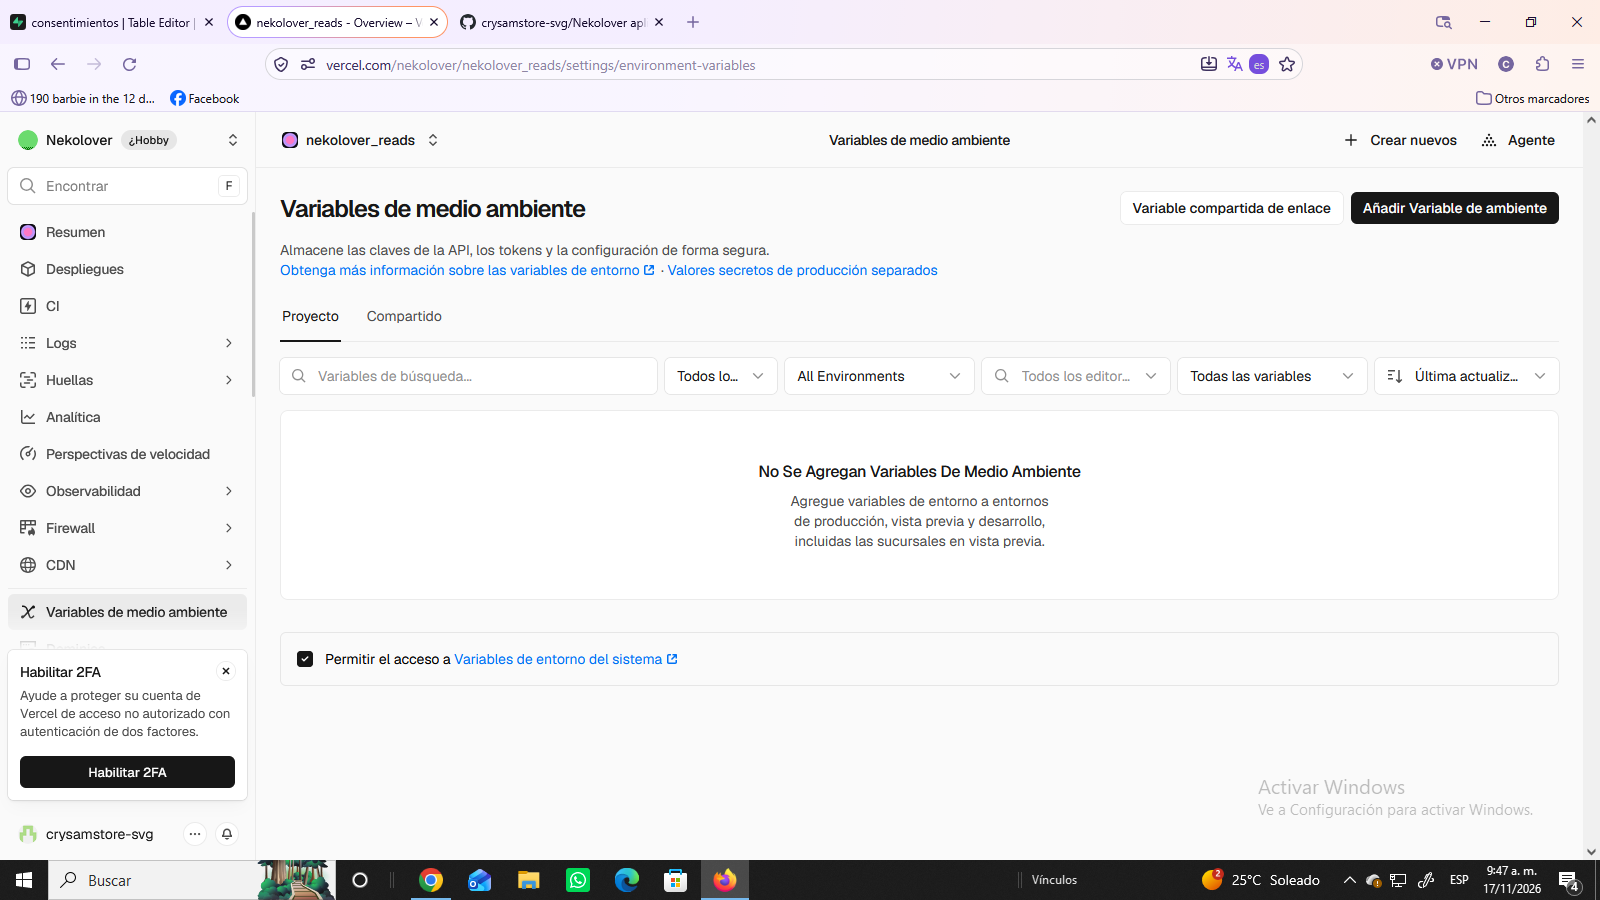 consentimientos | Table Editor |
nekolover_reads - Overview – V
crysamstore-svg/Nekolover apl
vercel.com/nekolover/nekolover_reads/settings/environment-variables
es
VPN
C
190 barbie in the 12 d...
Facebook
Otros marcadores
Nekolover
¿Hobby
nekolover_reads
Variables de medio ambiente
Crear nuevos
Agente
Encontrar
F
Resumen
Despliegues
CI
Logs
Huellas
Analítica
Perspectivas de velocidad
Observabilidad
Firewall
CDN
Variables de medio ambiente
Habilitar 2FA
Ayude a proteger su cuenta de
Vercel de acceso no autorizado con
autenticación de dos factores.
Habilitar 2FA
crysamstore-svg
Variables de medio ambiente
Variable compartida de enlace
Añadir Variable de ambiente
Almacene las claves de la API, los tokens y la configuración de forma segura.
Obtenga más información sobre las variables de entorno · Valores secretos de producción separados
Proyecto
Compartido
Variables de búsqueda...
Todos lo...
All Environments
Todos los editor...
Todas las variables
Última actualiz...
No Se Agregan Variables De Medio Ambiente
Agregue variables de entorno a entornos
de producción, vista previa y desarrollo,
incluidas las sucursales en vista previa.
Permitir el acceso a Variables de entorno del sistema
Activar Windows
Ve a Configuración para activar Windows.
Buscar
Vínculos
2
25°C Soleado
ESP
9:47 a. m.
17/11/2026
4